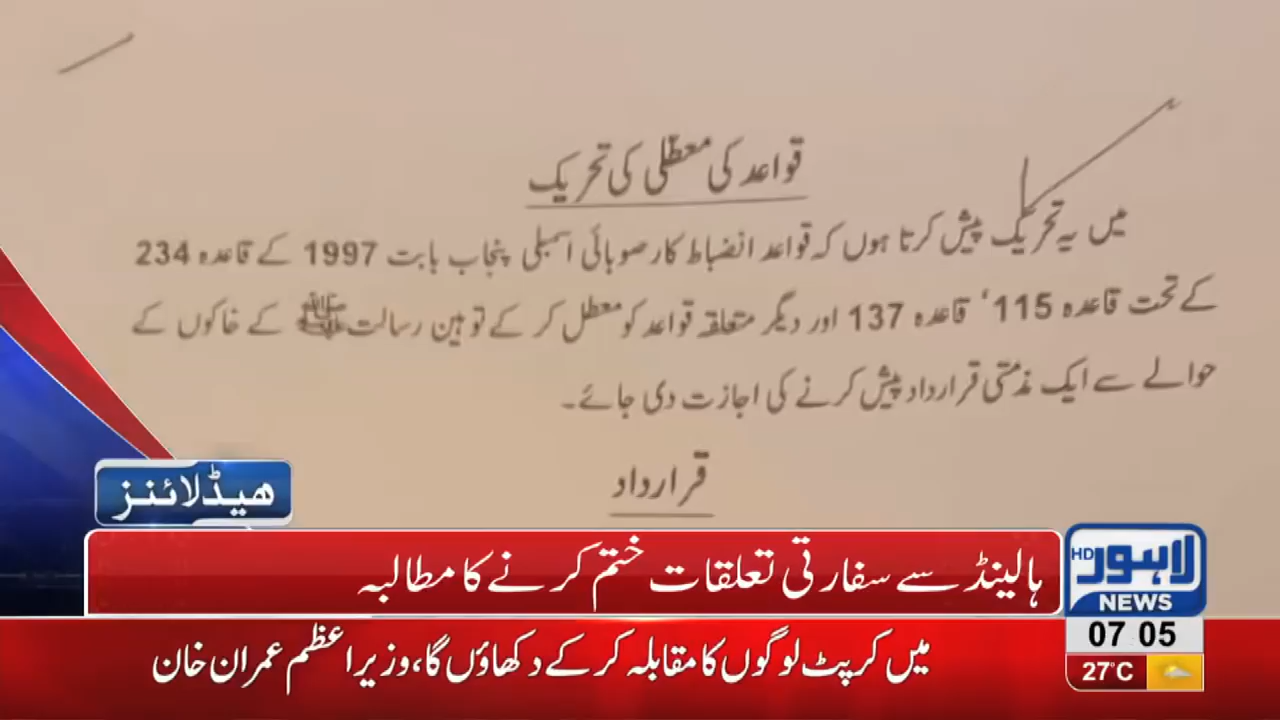 قواعد کی معطلی کی تحریک
میں یہ تحریک پیش کرتا ہوں کہ قواعد انضباط کار صوبائی اسمبلی پنجاب بابت 1997 کے قاعدہ 234
کے تحت قاعدہ 115‘ قاعدہ 137 اور دیگر متعلقہ قواعد کو معطل کر کے توہین رسالت ﷺ کے خاکوں کے
حوالے سے ایک مذمتی قرارداد پیش کرنے کی اجازت دی جائے۔
قرارداد
ھیڈلائنز
ہالینڈ سے سفارتی تعلقات ختم کرنے کا مطالبہ
لاہور HD
NEWS
07 05
27°C
میں کرپٹ لوگوں کا مقابلہ کر کے دکھاؤں گا، وزیراعظم عمران خان